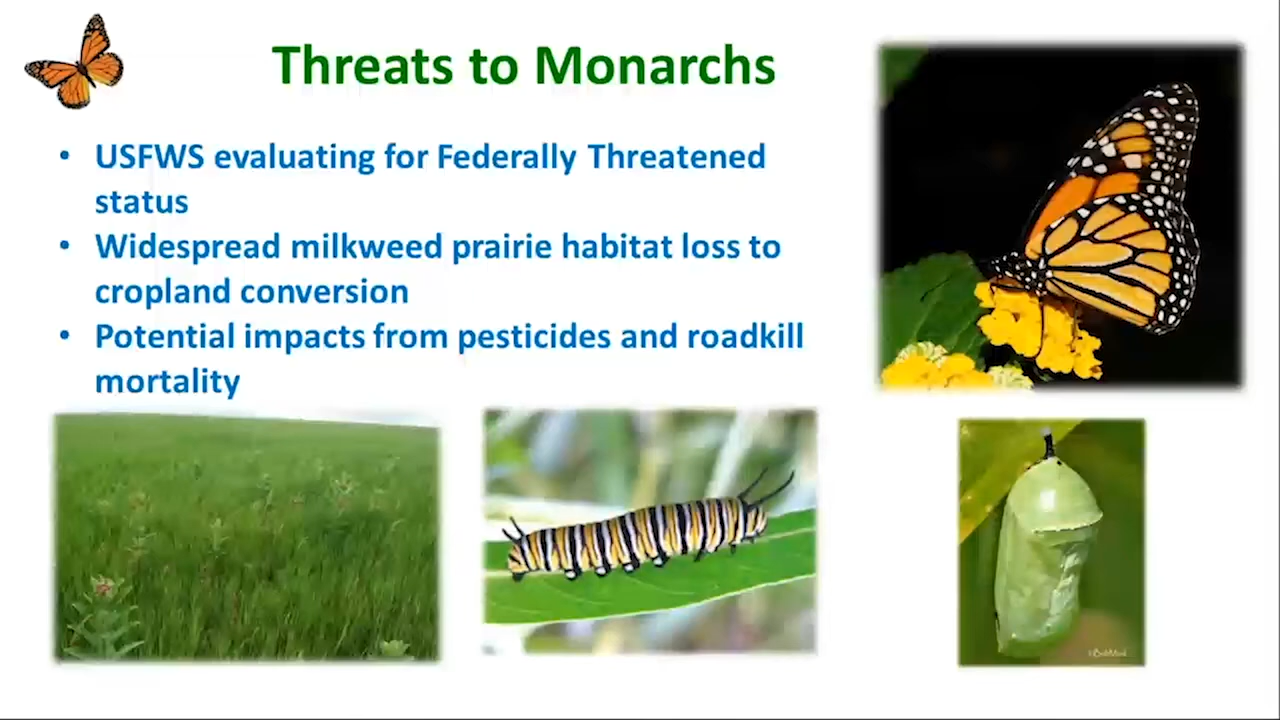 Threats to Monarchs
• USFWS evaluating for Federally Threatened
status
• Widespread milkweed prairie habitat loss to
cropland conversion
• Potential impacts from pesticides and roadkill
mortality